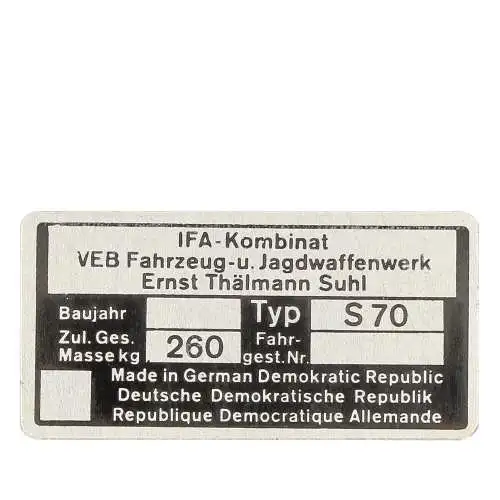 IFA-Kombinat
VEB Fahrzeug-u. Jagdwaffenwerk
Ernst Thälmann Suhl
Baujahr Typ S 70
Zul. Ges. Fahr-
Masse kg 260 gest.Nr.
Made in German Demokratic Republic
Deutsche Demokratische Republik
Republique Democratique Allemande